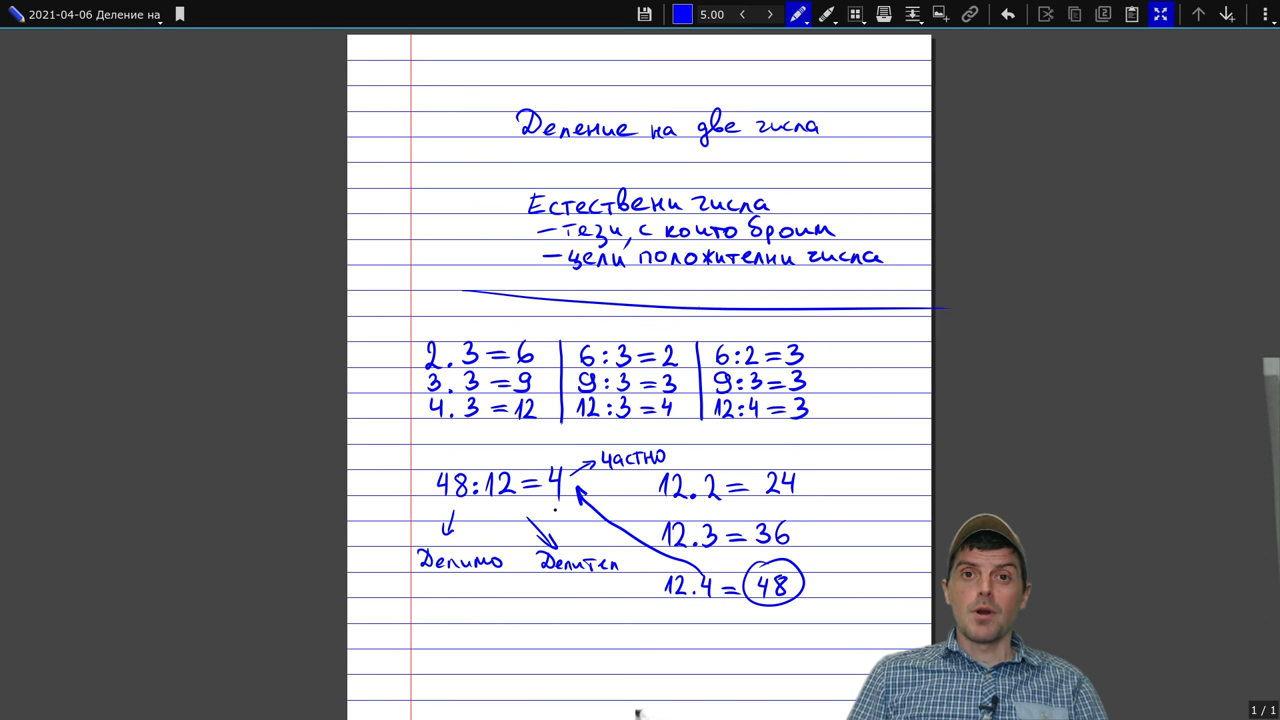 2021-04-06 Деление на
5.00
Деление на две числа
Естествени числа
- тези, с които броим
- цели положителни числа
2. 3 = 6 | 6 : 3 = 2 | 6 : 2 = 3
3. 3 = 9 | 9 : 3 = 3 | 9 : 3 = 3
4. 3 = 12 | 12 : 3 = 4 | 12 : 4 = 3
частно
48 : 12 = 4
12. 2 = 24
12. 3 = 36
Делимо
Делител
12. 4 = 48
1 / 1